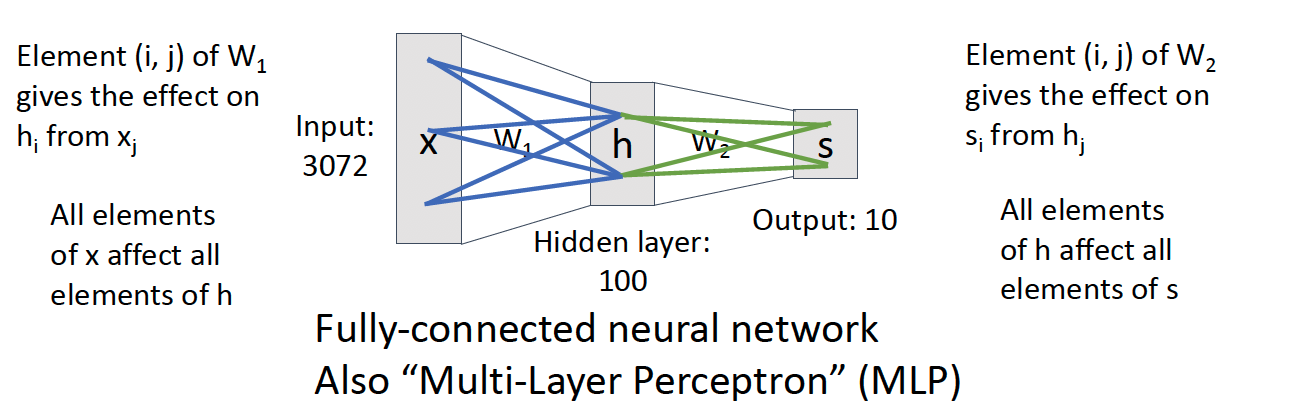 Element (i, j) of W₁
gives the effect on
hᵢ from xⱼ
All elements
of x affect all
elements of h
Input:
3072
x
W₁
h
W₂
s
Hidden layer:
100
Output: 10
Element (i, j) of W₂
gives the effect on
sᵢ from hⱼ
All elements
of h affect all
elements of s
Fully-connected neural network
Also “Multi-Layer Perceptron” (MLP)